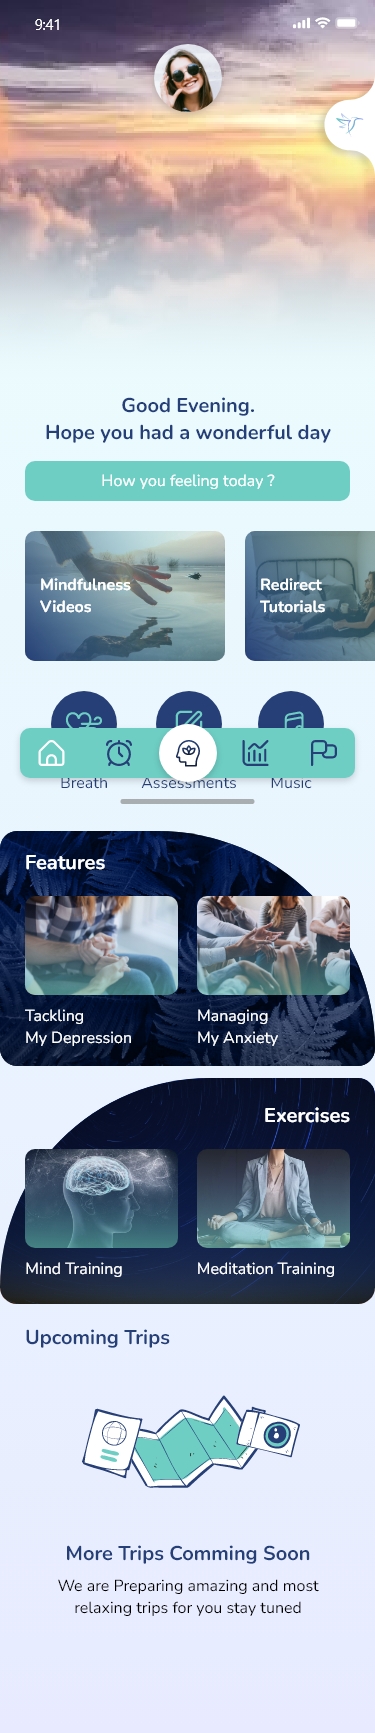 9:41
Good Evening.
Hope you had a wonderful day
How you feeling today ?
Mindfulness
Videos
Redirect
Tutorials
Breath
Assessments
Music
Features
Tackling
My Depression
Managing
My Anxiety
Exercises
Mind Training
Meditation Training
Upcoming Trips
More Trips Comming Soon
We are Preparing amazing and most
relaxing trips for you stay tuned